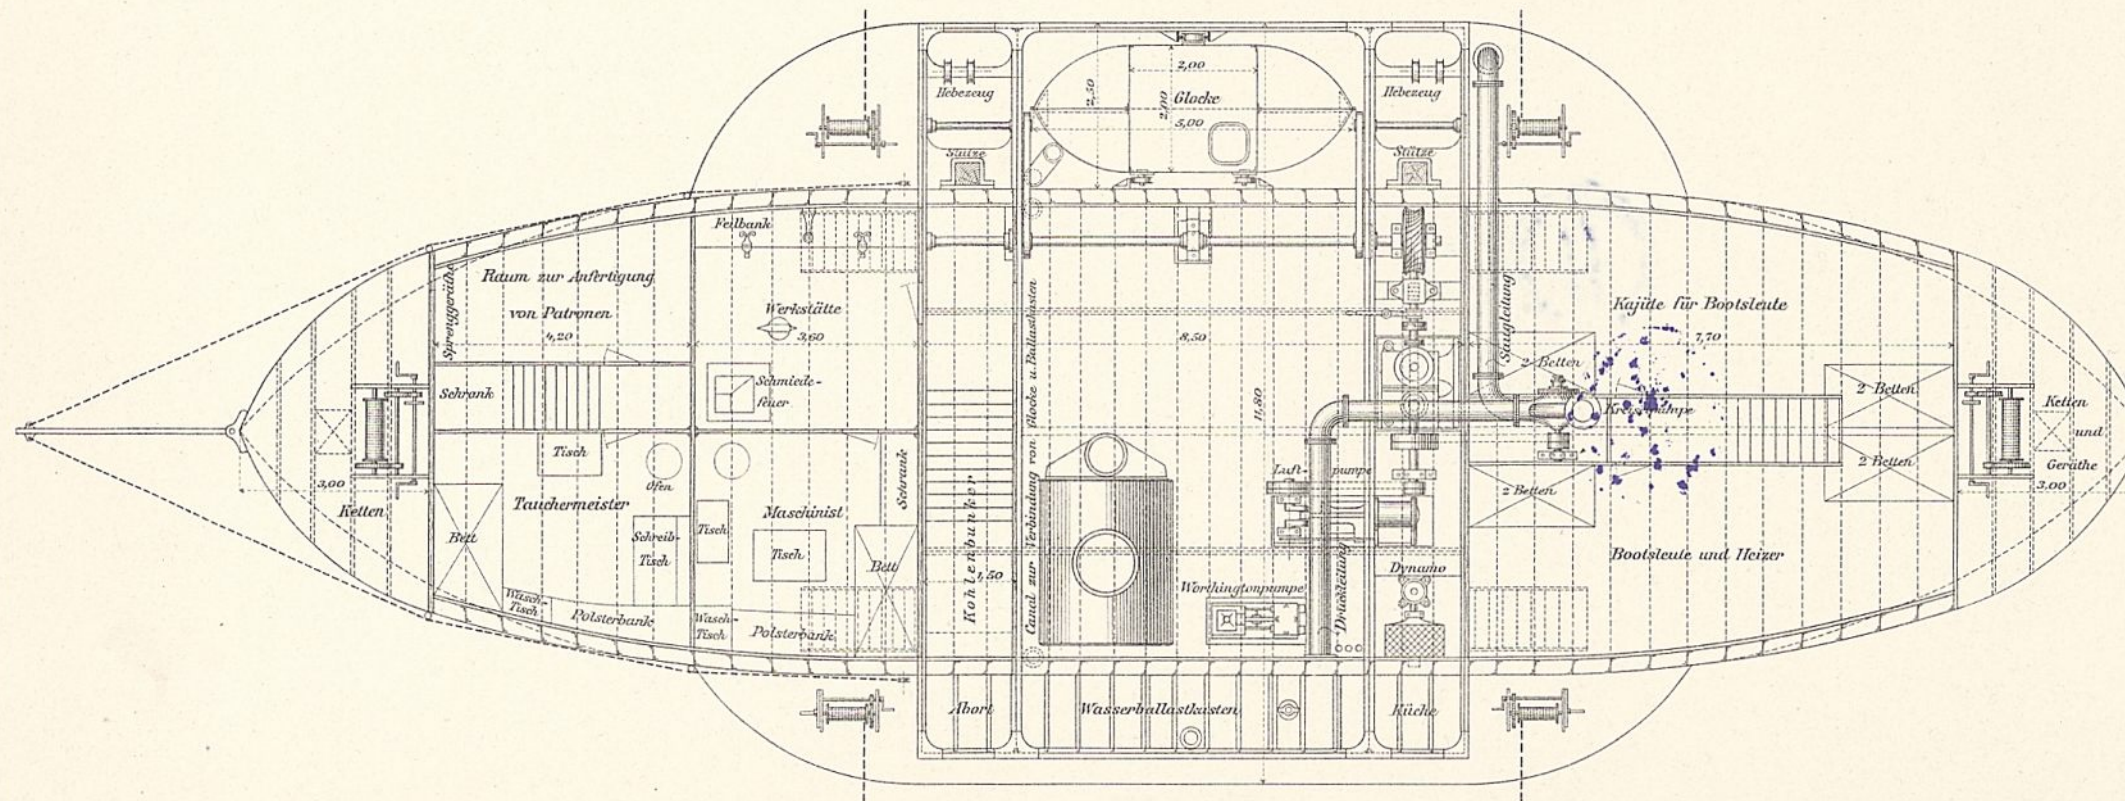 Hebezeug
2,00
Glocke
2,50
2,00
5,00
Hebezeug
Stütze
Stütze
Feilbank
Sprenggeräthe
Raum zur Anfertigung
von Patronen
4,20
Werkstätte
3,60
Canal zur Verbindung von Glocke u. Ballastkasten
8,50
11,80
Saugleitung
Kajüte für Bootsleute
7,70
2 Betten
2 Betten
Schrank
Schmiede-
feuer
Kreiselpumpe
Ketten
und
Geräthe
3,00
3,00
Ketten
Tisch
Ofen
Tauchermeister
Bett
Schreib-
Tisch
Wasch-
Tisch
Polsterbank
Tisch
Maschinist
Tisch
Schrank
Bett
Wasch-
Tisch
Polsterbank
Kohlenbunker
1,50
Luft-
pumpe
2 Betten
2 Betten
Bootsleute und Heizer
Worthingtonpumpe
Druckleitung
Dynamo
Abort
Wasserballastkasten
Küche